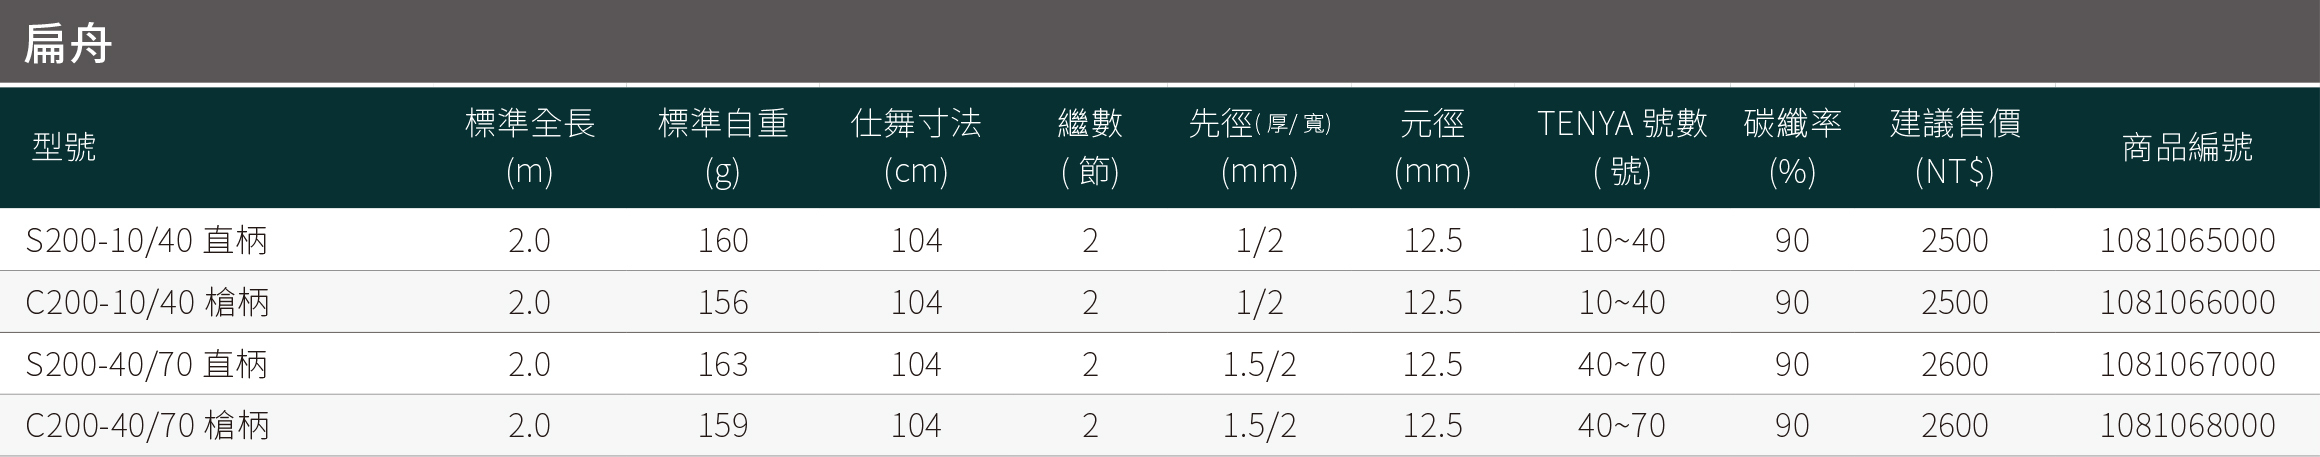 扁舟
型號 標準全長 (m) 標準自重 (g) 仕舞寸法 (cm) 繼數 ( 節) 先徑( 厚/ 寬) (mm) 元徑 (mm) TENYA 號數 ( 號) 碳纖率 (%) 建議售價 (NT$) 商品編號
S200-10/40 直柄 2.0 160 104 2 1/2 12.5 10~40 90 2500 1081065000
C200-10/40 槍柄 2.0 156 104 2 1/2 12.5 10~40 90 2500 1081066000
S200-40/70 直柄 2.0 163 104 2 1.5/2 12.5 40~70 90 2600 1081067000
C200-40/70 槍柄 2.0 159 104 2 1.5/2 12.5 40~70 90 2600 1081068000